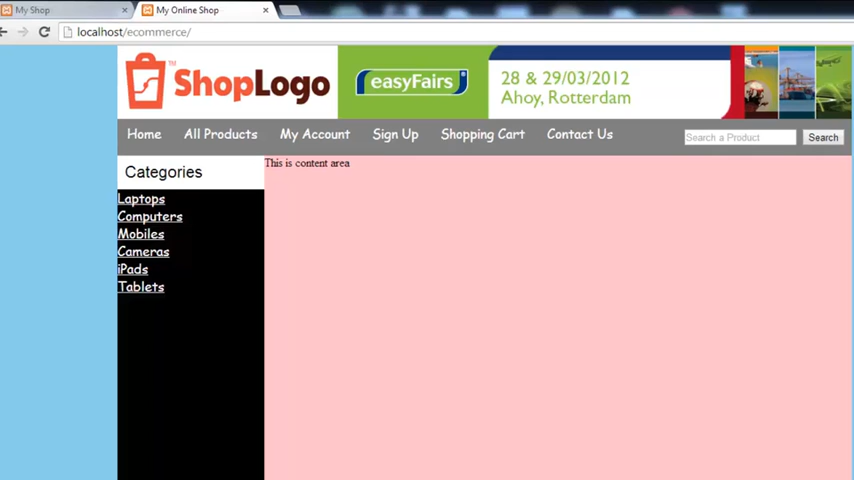 My Shop
My Online Shop
localhost/ecommerce/
ShopLogo
TM
easyFairs
28 & 29/03/2012
Ahoy, Rotterdam
Home All Products My Account Sign Up Shopping Cart Contact Us Search a Product Search
Categories
This is content area
Laptops
Computers
Mobiles
Cameras
iPads
Tablets